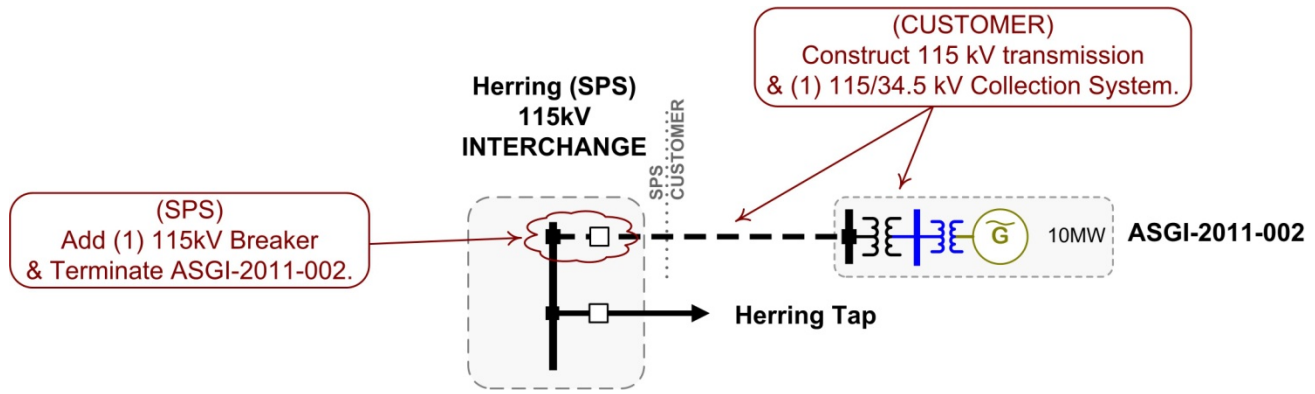 (CUSTOMER)
Construct 115 kV transmission
& (1) 115/34.5 kV Collection System.
Herring (SPS)
115kV
INTERCHANGE
SPS
CUSTOMER
(SPS)
Add (1) 115kV Breaker
& Terminate ASGI-2011-002.
G
10MW
ASGI-2011-002
Herring Tap